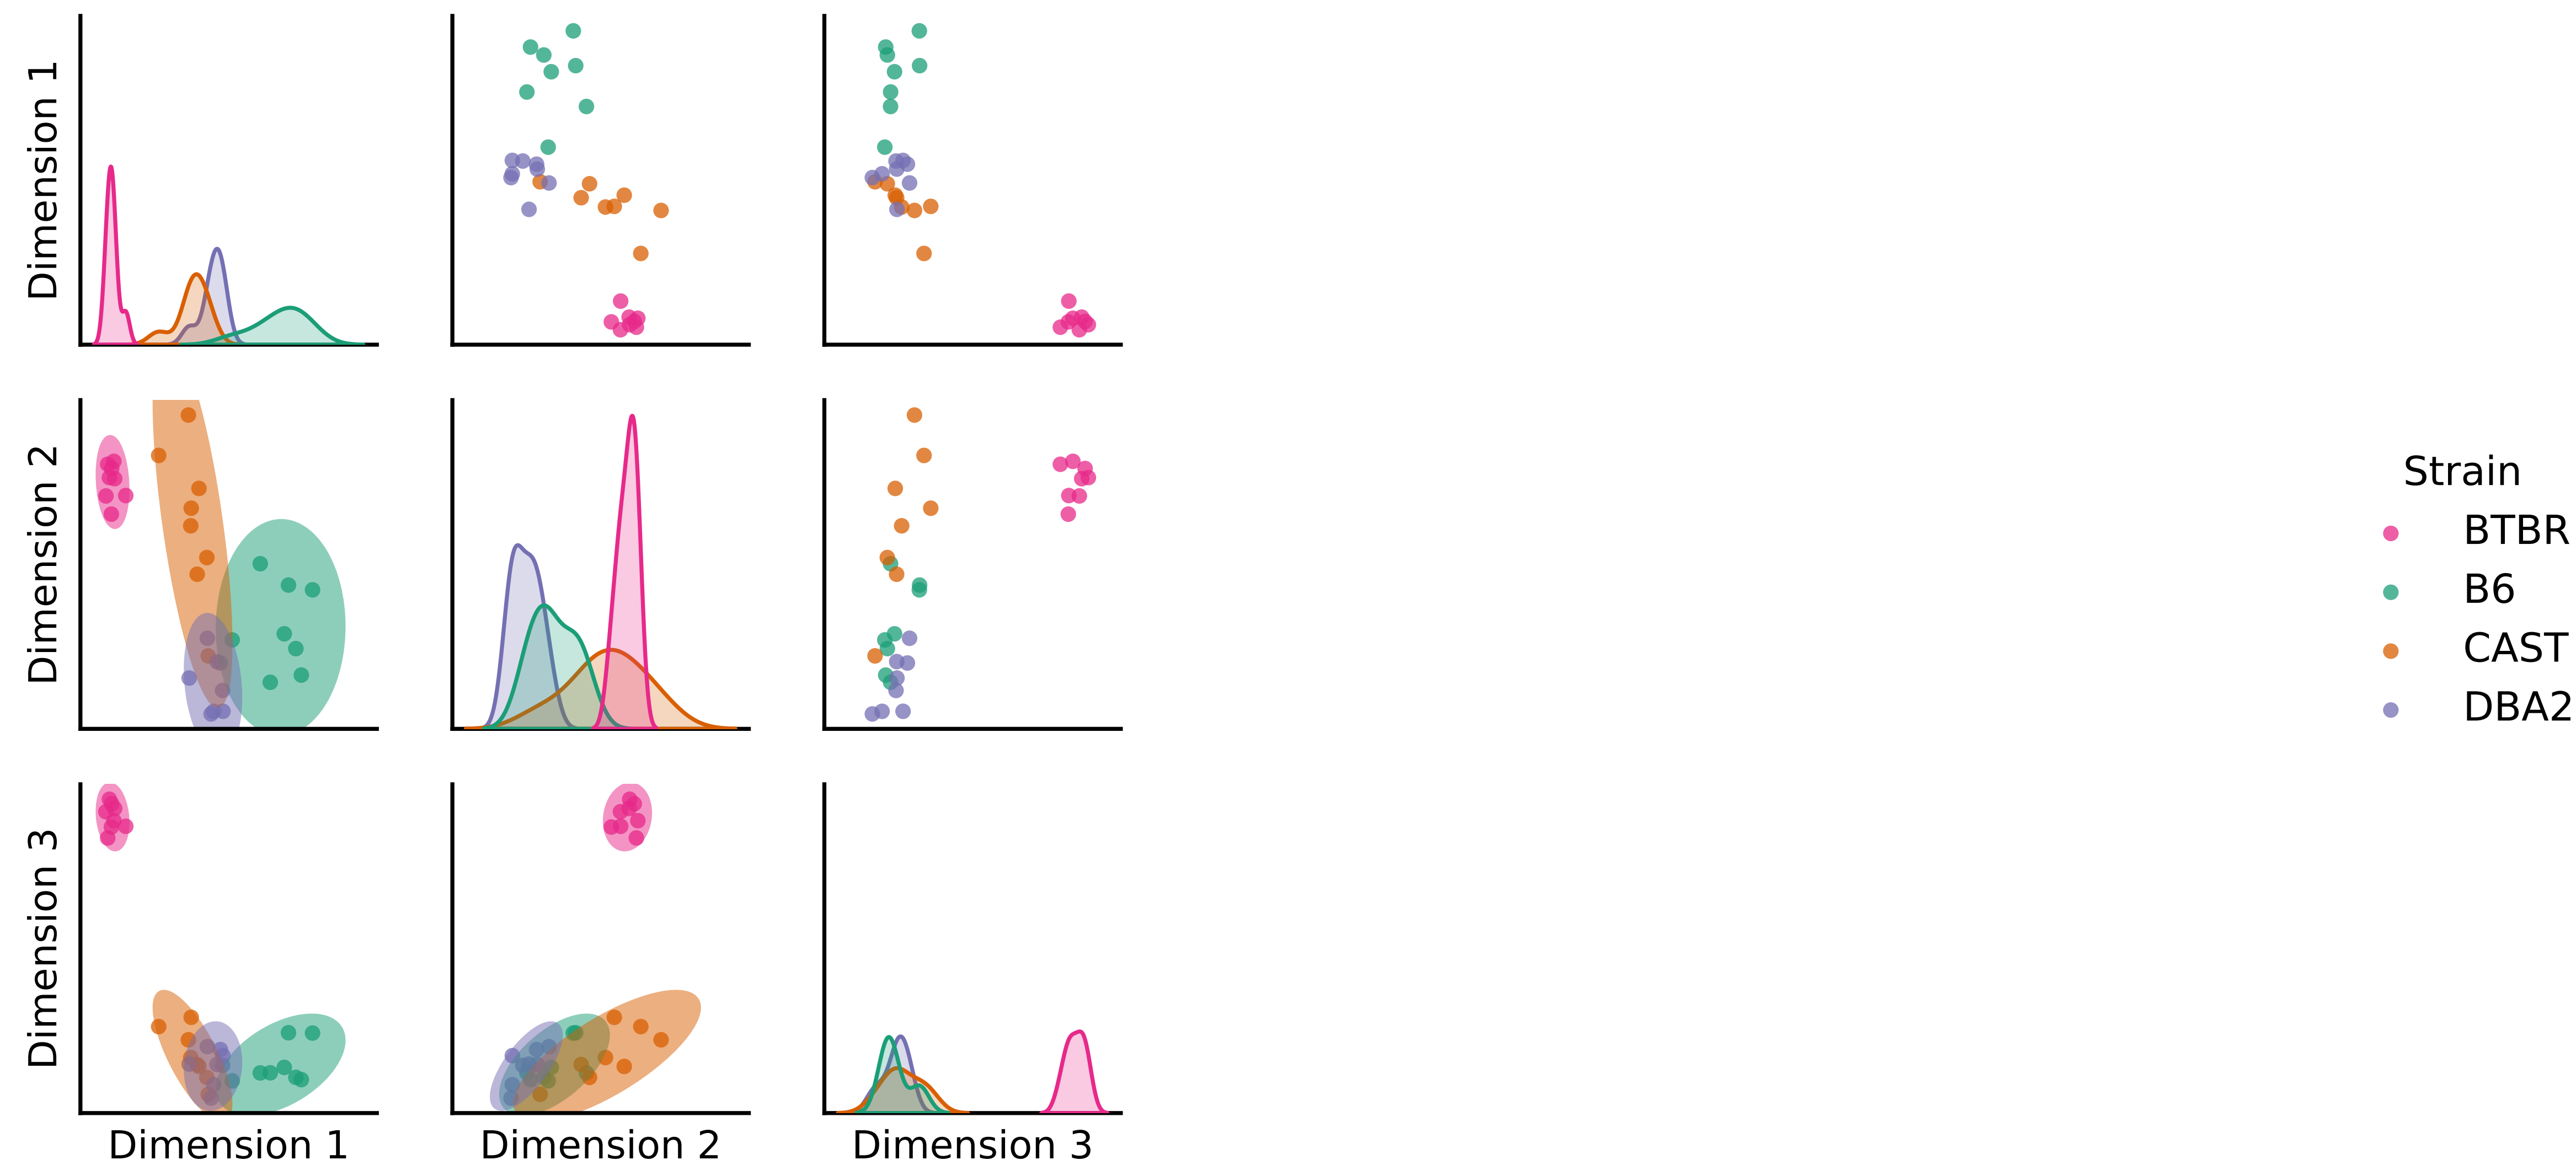 Dimension 1
Dimension 2
Dimension 3
Dimension 1
Dimension 2
Dimension 3
Strain
BTBR
B6
CAST
DBA2